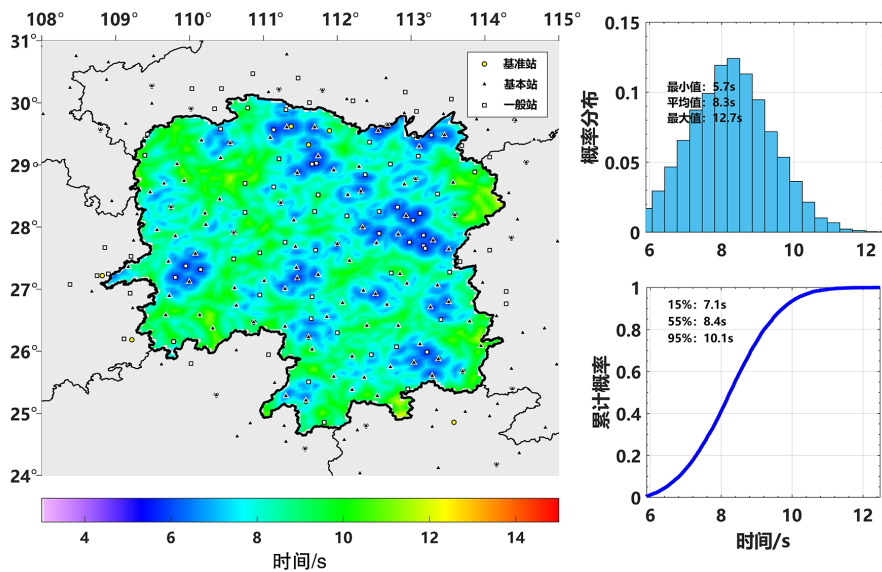 108° 109° 110° 111° 112° 113° 114° 115°
31°
30°
29°
28°
27°
26°
25°
24°
基准站
基本站
一般站
4 6 8 10 12 14
时间/s
0.15
0.1
0.05
0
概率分布
最小值：5.7s
平均值：8.3s
最大值：12.7s
6 8 10 12
1
0.8
0.6
0.4
0.2
0
累计概率
15%：7.1s
55%：8.4s
95%：10.1s
6 8 10 12
时间/s